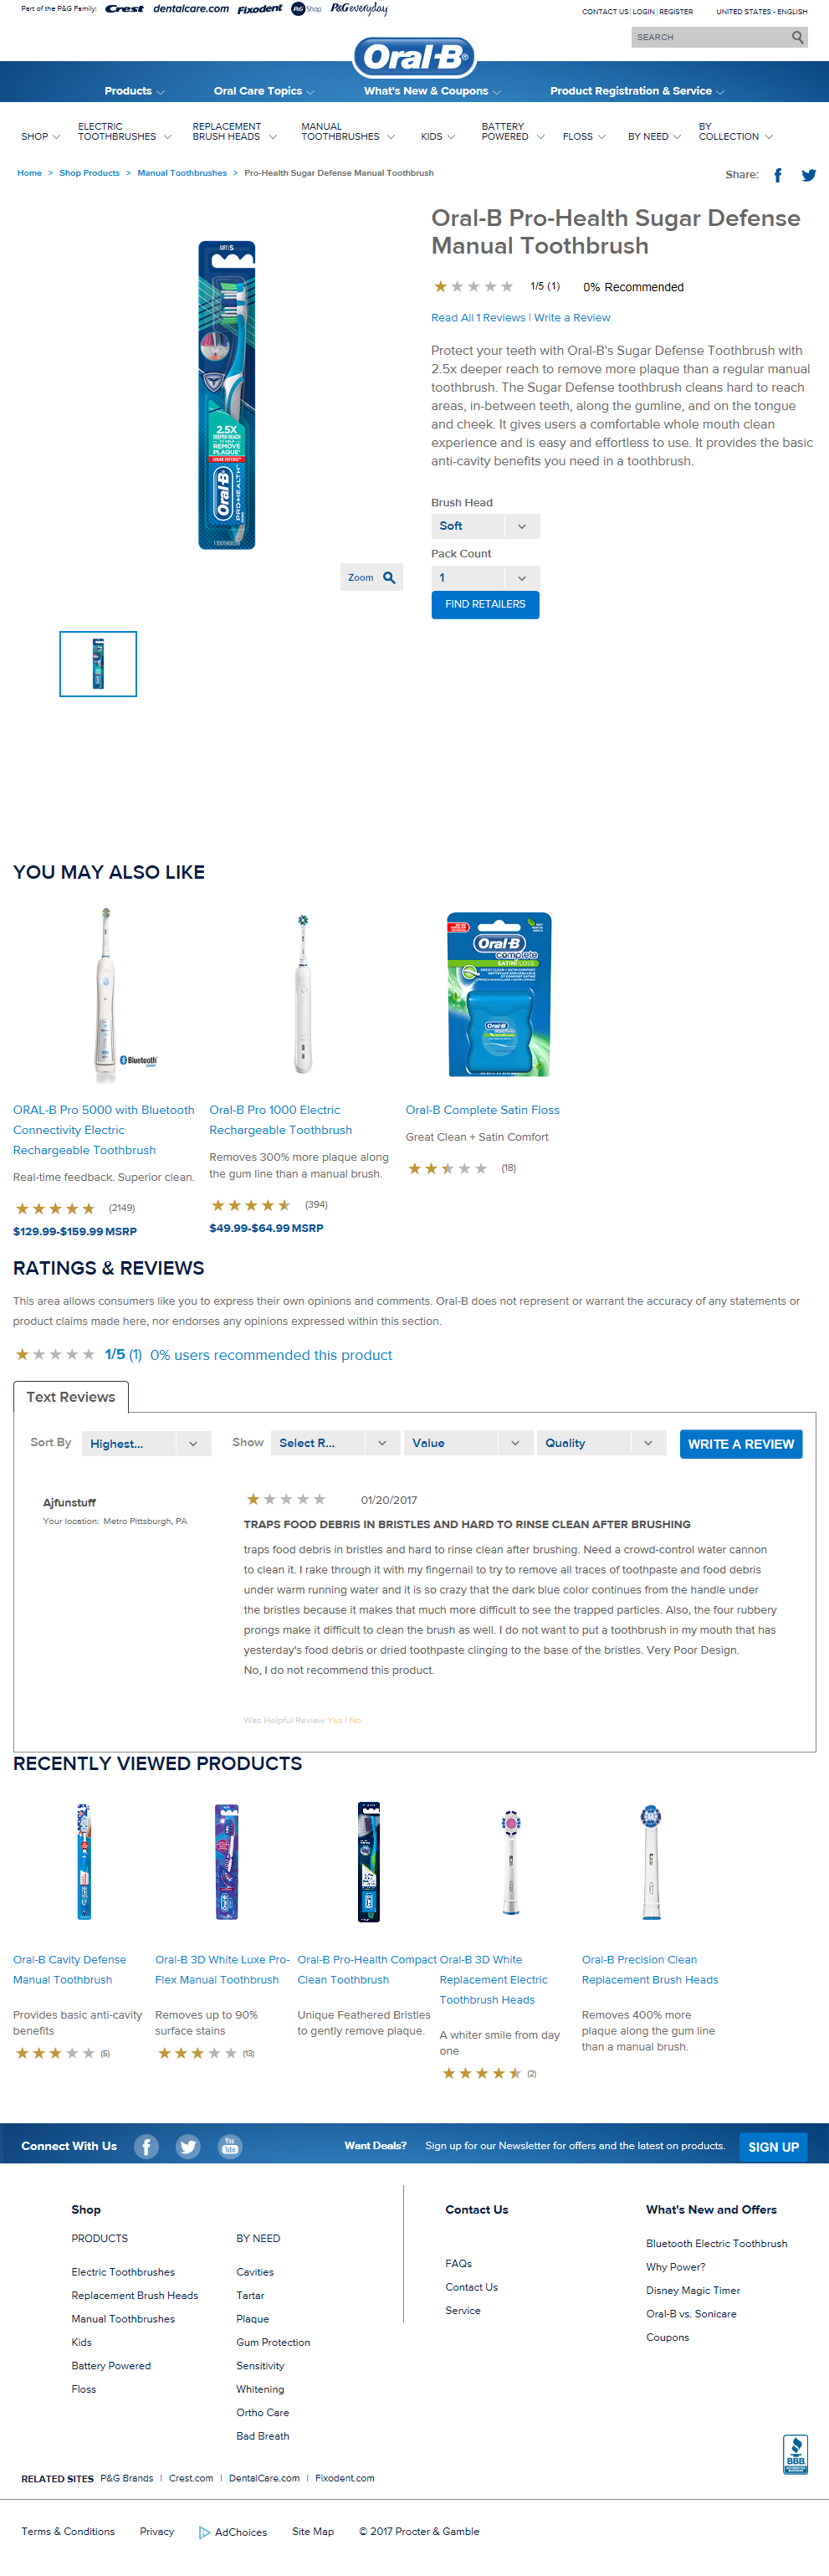 Part of the P&G Family: Crest dentalcare.com Fixodent P&G Shop P&G everyday
CONTACT US | LOGIN | REGISTER UNITED STATES - ENGLISH
SEARCH
Oral-B®
Products Oral Care Topics What's New & Coupons Product Registration & Service
SHOP ELECTRIC TOOTHBRUSHES REPLACEMENT BRUSH HEADS MANUAL TOOTHBRUSHES KIDS BATTERY POWERED FLOSS BY NEED BY COLLECTION
Home > Shop Products > Manual Toothbrushes > Pro-Health Sugar Defense Manual Toothbrush
Share:
Oral-B Pro-Health Sugar Defense
Manual Toothbrush
1/5 (1) 0% Recommended
Read All 1 Reviews | Write a Review
Protect your teeth with Oral-B's Sugar Defense Toothbrush with
2.5x deeper reach to remove more plaque than a regular manual
toothbrush. The Sugar Defense toothbrush cleans hard to reach
areas, in-between teeth, along the gumline, and on the tongue
and cheek. It gives users a comfortable whole mouth clean
experience and is easy and effortless to use. It provides the basic
anti-cavity benefits you need in a toothbrush.
2.5X
DEEPER REACH
TO HELP
REMOVE
PLAQUE
SUGAR DEFENSE
Oral-B
PRO-HEALTH
Brush Head
Soft
Pack Count
1
FIND RETAILERS
Zoom
YOU MAY ALSO LIKE
Bluetooth
Oral-B
complete
SATIN FLOSS
ORAL-B Pro 5000 with Bluetooth
Connectivity Electric
Rechargeable Toothbrush
Real-time feedback. Superior clean.
(2149)
$129.99-$159.99 MSRP
Oral-B Pro 1000 Electric
Rechargeable Toothbrush
Removes 300% more plaque along
the gum line than a manual brush.
(394)
$49.99-$64.99 MSRP
Oral-B Complete Satin Floss
Great Clean + Satin Comfort
(18)
RATINGS & REVIEWS
This area allows consumers like you to express their own opinions and comments. Oral-B does not represent or warrant the accuracy of any statements or
product claims made here, nor endorses any opinions expressed within this section.
1/5 (1) 0% users recommended this product
Text Reviews
Sort By Highest... Show Select R... Value Quality WRITE A REVIEW
Ajfunstuff
Your location: Metro Pittsburgh, PA
01/20/2017
TRAPS FOOD DEBRIS IN BRISTLES AND HARD TO RINSE CLEAN AFTER BRUSHING
traps food debris in bristles and hard to rinse clean after brushing. Need a crowd-control water cannon
to clean it. I rake through it with my fingernail to try to remove all traces of toothpaste and food debris
under warm running water and it is so crazy that the dark blue color continues from the handle under
the bristles because it makes that much more difficult to see the trapped particles. Also, the four rubbery
prongs make it difficult to clean the brush as well. I do not want to put a toothbrush in my mouth that has
yesterday's food debris or dried toothpaste clinging to the base of the bristles. Very Poor Design.
No, I do not recommend this product.
Was Helpful Review Yes | No
RECENTLY VIEWED PRODUCTS
Oral-B Cavity Defense
Manual Toothbrush
Provides basic anti-cavity
benefits
(5)
Oral-B 3D White Luxe Pro-
Flex Manual Toothbrush
Removes up to 90%
surface stains
(13)
Oral-B Pro-Health Compact
Clean Toothbrush
Unique Feathered Bristles
to gently remove plaque.
Oral-B 3D White
Replacement Electric
Toothbrush Heads
A whiter smile from day
one
(2)
Oral-B Precision Clean
Replacement Brush Heads
Removes 400% more
plaque along the gum line
than a manual brush.
Connect With Us You Tube Want Deals? Sign up for our Newsletter for offers and the latest on products. SIGN UP
Shop
PRODUCTS
Electric Toothbrushes
Replacement Brush Heads
Manual Toothbrushes
Kids
Battery Powered
Floss
BY NEED
Cavities
Tartar
Plaque
Gum Protection
Sensitivity
Whitening
Ortho Care
Bad Breath
Contact Us
FAQs
Contact Us
Service
What's New and Offers
Bluetooth Electric Toothbrush
Why Power?
Disney Magic Timer
Oral-B vs. Sonicare
Coupons
BBB
RELATED SITES P&G Brands | Crest.com | DentalCare.com | Fixodent.com
Terms & Conditions Privacy AdChoices Site Map © 2017 Procter & Gamble